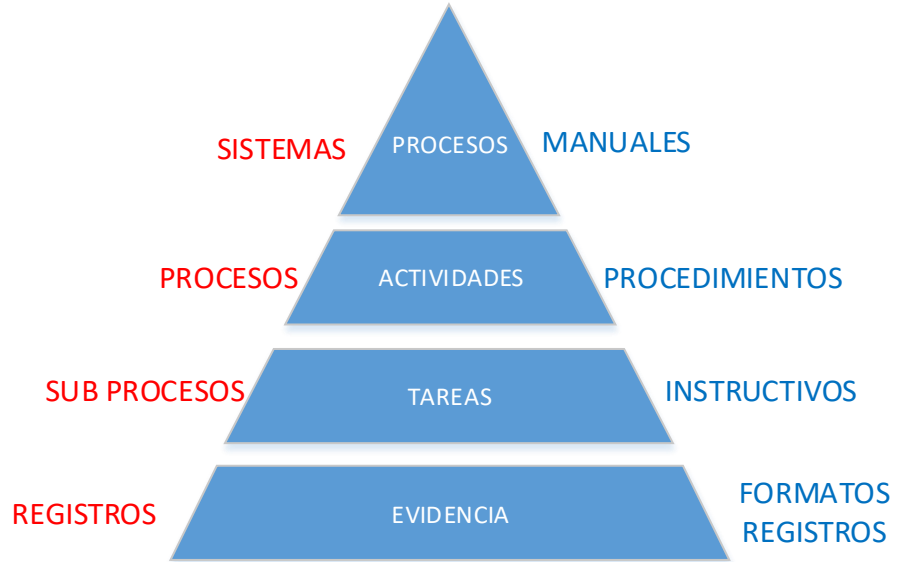 SISTEMAS
PROCESOS
MANUALES
PROCESOS
ACTIVIDADES
PROCEDIMIENTOS
SUB PROCESOS
TAREAS
INSTRUCTIVOS
REGISTROS
EVIDENCIA
FORMATOS
REGISTROS